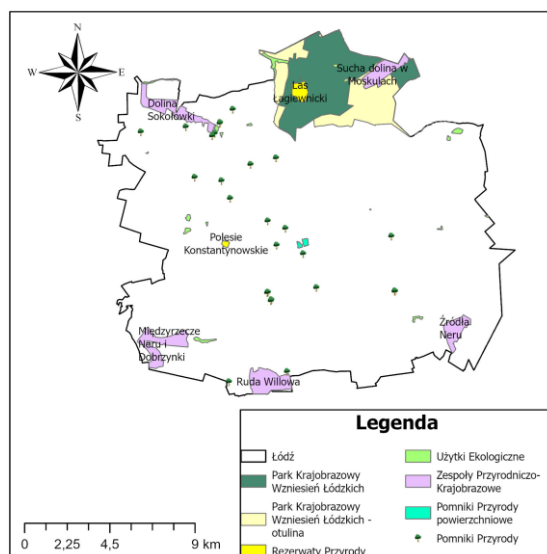 N
W E
S
Sucha dolina w
Moskulach
Las
Łagiewnicki
Dolina
Sokołówki
Polesie
Konstantynowskie
Międzyrzecze
Neru i
Dobrzynki
Źródła
Neru
Ruda Willowa
Legenda
Łódź
Park Krajobrazowy
Wzniesień Łódzkich
Park Krajobrazowy
Wzniesień Łódzkich -
otulina
Rezerwaty Przyrody
Użytki Ekologiczne
Zespoły Przyrodniczo-
Krajobrazowe
Pomniki Przyrody
powierzchniowe
Pomniki Przyrody
0 2,25 4,5 9 km